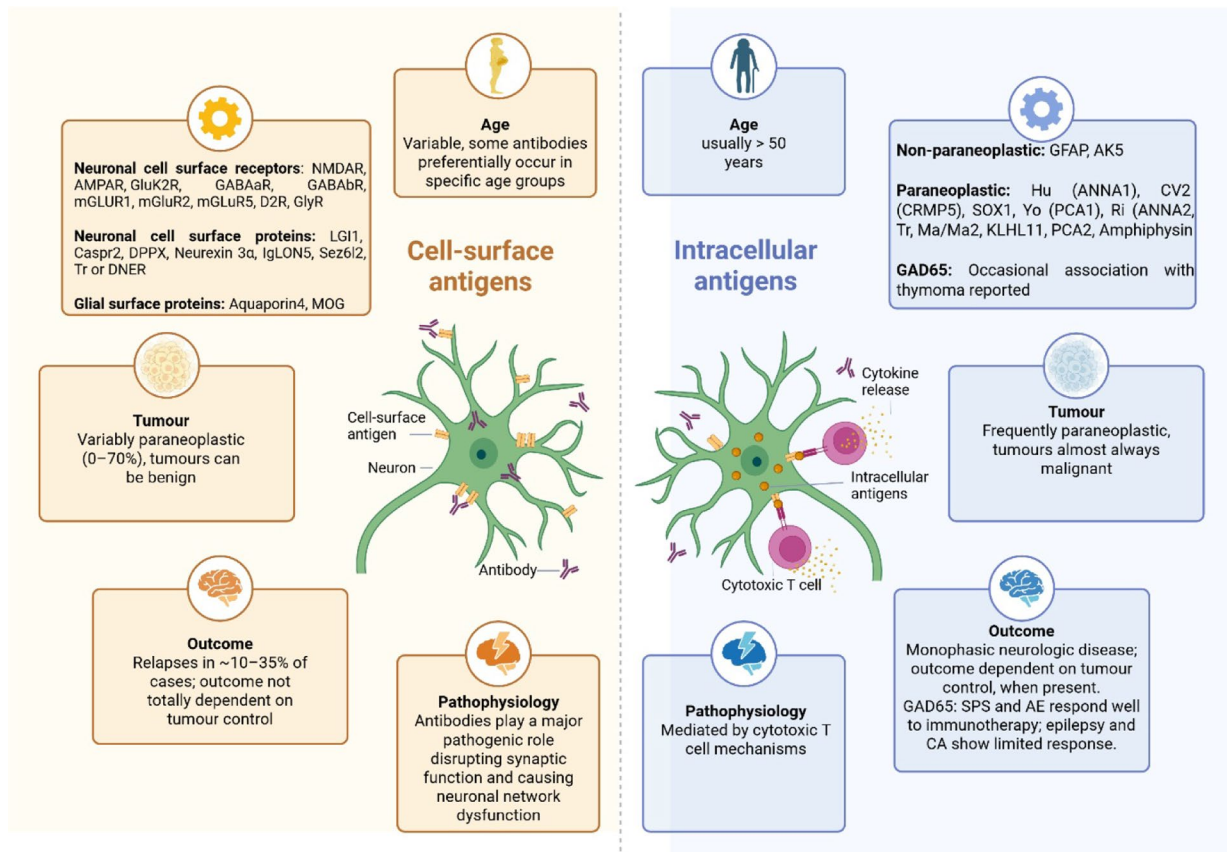 Age
Variable, some antibodies
preferentially occur in
specific age groups
Neuronal cell surface receptors: NMDAR,
AMPAR, GluK2R, GABAaR, GABAbR,
mGLUR1, mGluR2, mGLuR5, D2R, GlyR
Neuronal cell surface proteins: LGI1,
Caspr2, DPPX, Neurexin 3α, IgLON5, Sez6l2,
Tr or DNER
Glial surface proteins: Aquaporin4, MOG
Cell-surface
antigens
Tumour
Variably paraneoplastic
(0–70%), tumours can
be benign
Cell-surface
antigen
Neuron
Antibody
Outcome
Relapses in ~10–35% of
cases; outcome not
totally dependent on
tumour control
Pathophysiology
Antibodies play a major
pathogenic role
disrupting synaptic
function and causing
neuronal network
dysfunction
Age
usually > 50
years
Non-paraneoplastic: GFAP, AK5
Paraneoplastic: Hu (ANNA1), CV2
(CRMP5), SOX1, Yo (PCA1), Ri (ANNA2,
Tr, Ma/Ma2, KLHL11, PCA2, Amphiphysin
GAD65: Occasional association with
thymoma reported
Intracellular
antigens
Cytokine
release
Intracellular
antigens
Cytotoxic T cell
Tumour
Frequently paraneoplastic,
tumours almost always
malignant
Pathophysiology
Mediated by cytotoxic T
cell mechanisms
Outcome
Monophasic neurologic disease;
outcome dependent on tumour
control, when present.
GAD65: SPS and AE respond well
to immunotherapy; epilepsy and
CA show limited response.